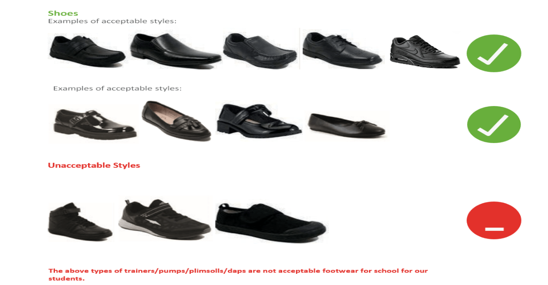 Shoes
Examples of acceptable styles:
Examples of acceptable styles:
Unacceptable Styles
The above types of trainers/pumps/plimsolls/daps are not acceptable footwear for school for our
students.